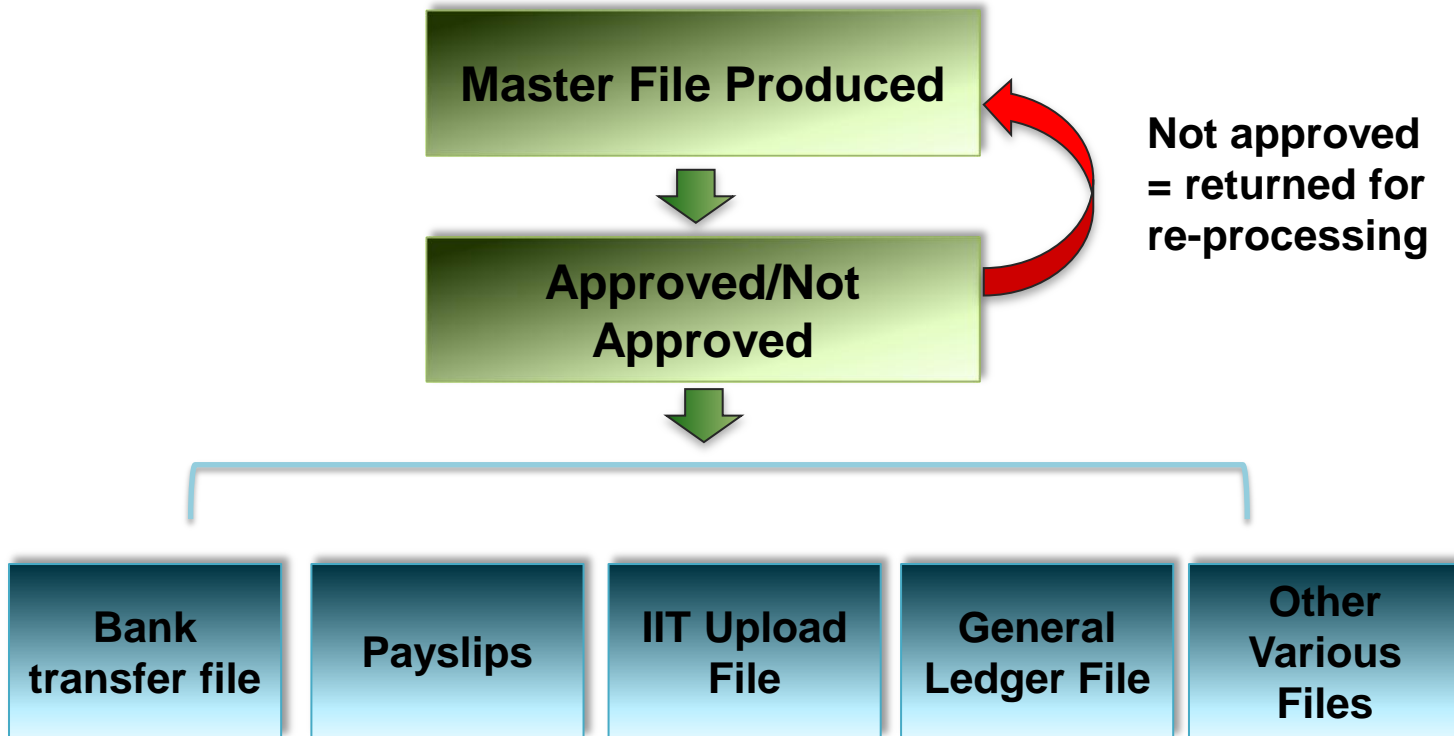 Master File Produced
Not approved
= returned for
re-processing
Approved/Not
Approved
Bank
transfer file
Payslips
IIT Upload
File
General
Ledger File
Other
Various
Files